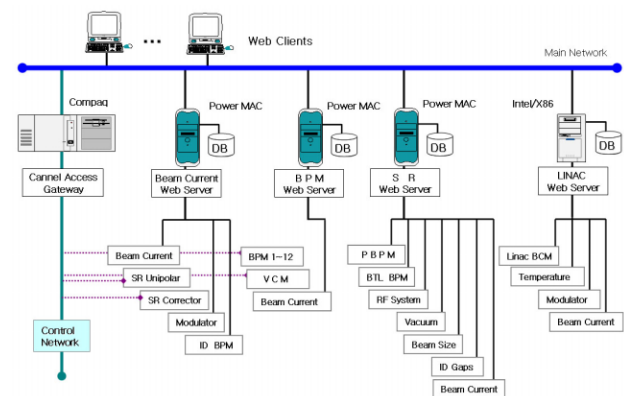 Web Clients
Main Network
Compaq
Power MAC
Power MAC
Power MAC
Intel/X86
DB
DB
DB
DB
Cannel Access
Gateway
Beam Current
Web Server
B P M
Web Server
S R
Web Server
LINAC
Web Server
Beam Current
SR Unipolar
SR Corrector
Modulator
ID BPM
BPM 1-12
V C M
Beam Current
P B P M
BTL BPM
RF System
Vacuum
Beam Size
ID Gaps
Beam Current
Linac BCM
Temperature
Modulator
Beam Current
Control
Network